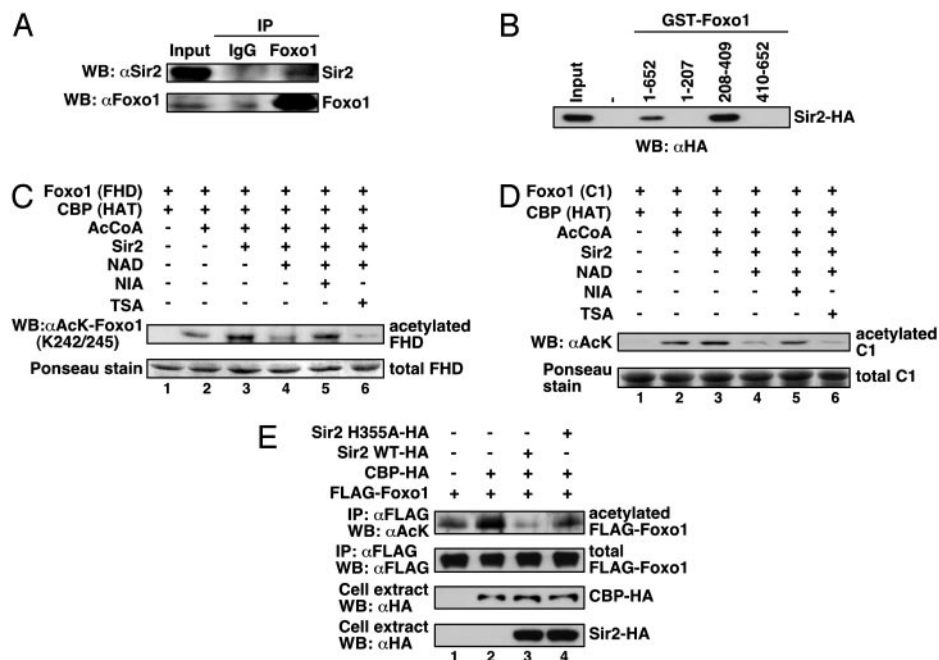 A
IP
Input IgG Foxo1
WB: αSir2 Sir2
WB: αFoxo1 Foxo1
B
GST-Foxo1
Input - 1-652 1-207 208-409 410-652
Sir2-HA
WB: αHA
C
Foxo1 (FHD) + + + + + +
CBP (HAT) + + + + + +
AcCoA - + + + + +
Sir2 - - + + + +
NAD - - - + + +
NIA - - - - + -
TSA - - - - - +
WB:αAcK-Foxo1 (K242/245) acetylated FHD
Ponseau stain total FHD
1 2 3 4 5 6
D
Foxo1 (C1) + + + + + +
CBP (HAT) + + + + + +
AcCoA - + + + + +
Sir2 - - + + + +
NAD - - - + + +
NIA - - - - + -
TSA - - - - - +
WB: αAcK acetylated C1
Ponseau stain total C1
1 2 3 4 5 6
E
Sir2 H355A-HA - - - +
Sir2 WT-HA - - + -
CBP-HA - + + +
FLAG-Foxo1 + + + +
IP: αFLAG acetylated
WB: αAcK FLAG-Foxo1
IP: αFLAG total
WB: αFLAG FLAG-Foxo1
Cell extract
WB: αHA CBP-HA
Cell extract
WB: αHA Sir2-HA
1 2 3 4